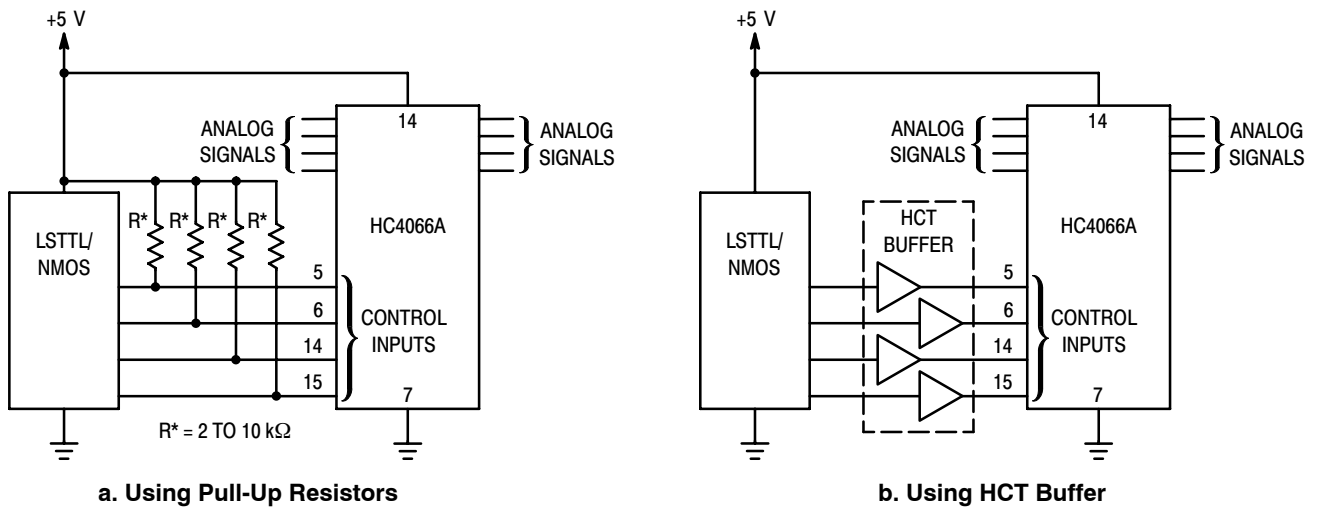 +5 V
14
ANALOG
SIGNALS
ANALOG
SIGNALS
R* R* R* R*
HC4066A
LSTTL/
NMOS
5
6
14
15
CONTROL
INPUTS
7
R* = 2 TO 10 kΩ
a. Using Pull-Up Resistors
+5 V
14
ANALOG
SIGNALS
ANALOG
SIGNALS
HCT
BUFFER
HC4066A
LSTTL/
NMOS
5
6
14
15
CONTROL
INPUTS
7
b. Using HCT Buffer